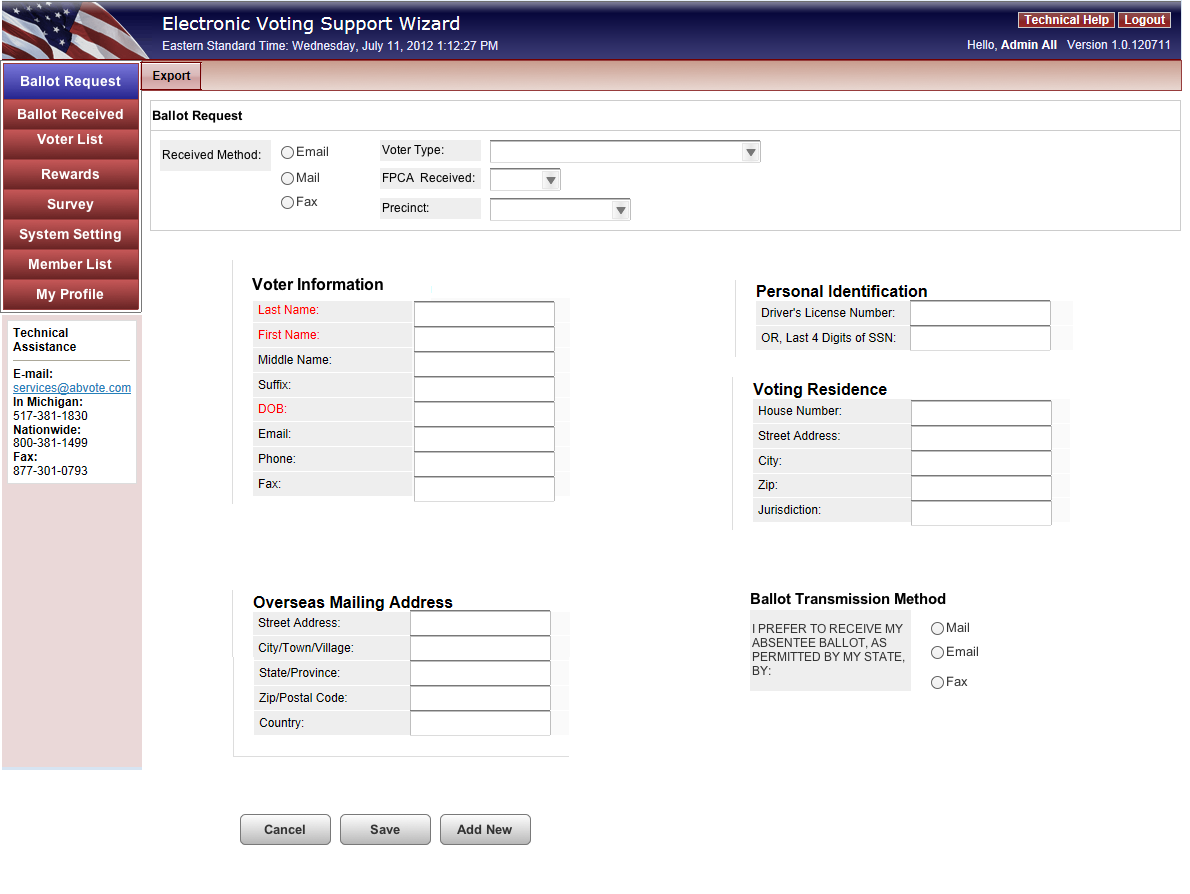 Electronic Voting Support Wizard
Eastern Standard Time: Wednesday, July 11, 2012 1:12:27 PM
Technical Help Logout
Hello, Admin All Version 1.0.120711
Ballot Request
Ballot Received
Voter List
Rewards
Survey
System Setting
Member List
My Profile
Technical
Assistance
E-mail:
services@abvote.com
In Michigan:
517-381-1830
Nationwide:
800-381-1499
Fax:
877-301-0793
Export
Ballot Request
Received Method:
Email
Mail
Fax
Voter Type:
FPCA Received:
Precinct:
Voter Information
Last Name:
First Name:
Middle Name:
Suffix:
DOB:
Email:
Phone:
Fax:
Personal Identification
Driver's License Number:
OR, Last 4 Digits of SSN:
Voting Residence
House Number:
Street Address:
City:
Zip:
Jurisdiction:
Overseas Mailing Address
Street Address:
City/Town/Village:
State/Province:
Zip/Postal Code:
Country:
Ballot Transmission Method
I PREFER TO RECEIVE MY
ABSENTEE BALLOT, AS
PERMITTED BY MY STATE,
BY:
Mail
Email
Fax
Cancel Save Add New